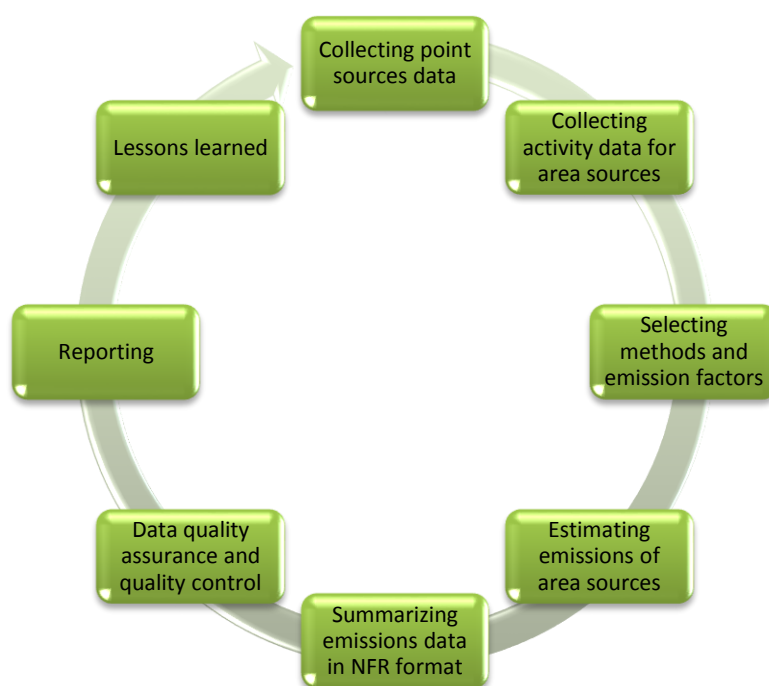 Collecting point
sources data
Collecting
activity data for
area sources
Selecting
methods and
emission factors
Estimating
emissions of
area sources
Summarizing
emissions data
in NFR format
Data quality
assurance and
quality control
Reporting
Lessons learned